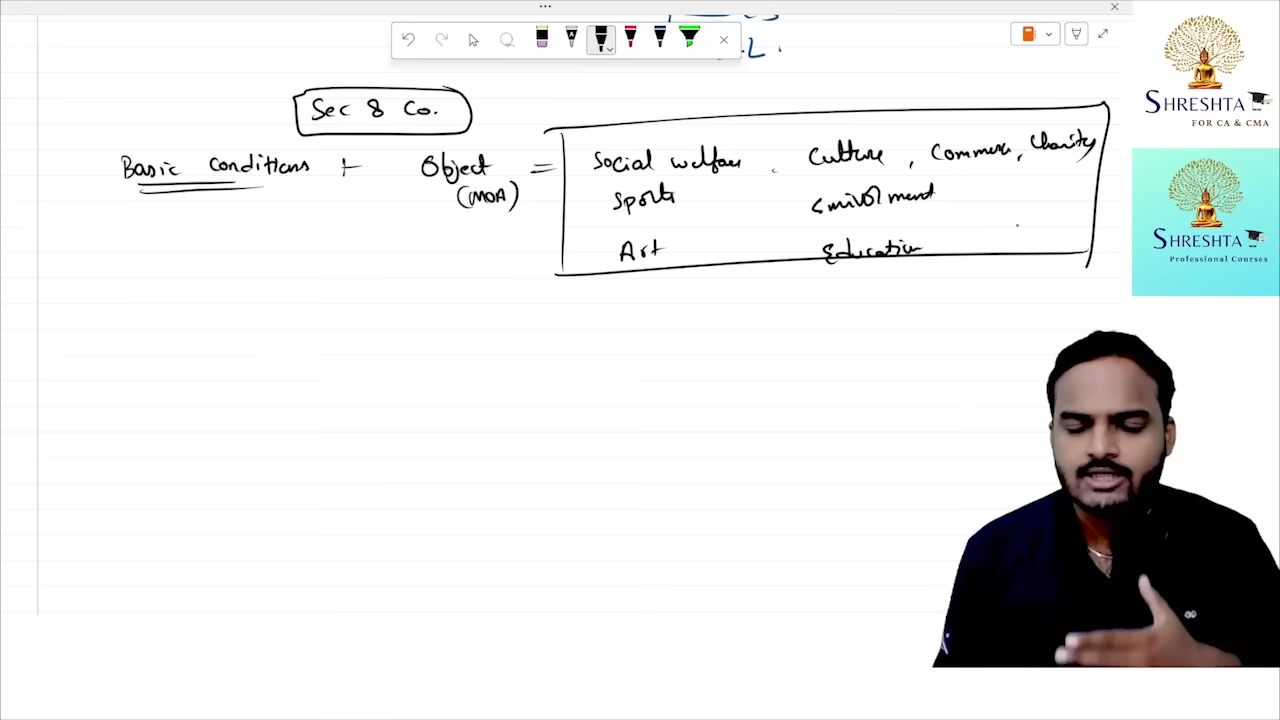 L.
SHRESHTA
FOR CA & CMA
Sec 8 Co.
Basic conditions Object = Social welfare, Culture, Commerce, Charity
(MOA) Sports Environment
Art Education
SHRESHTA
Professional Courses